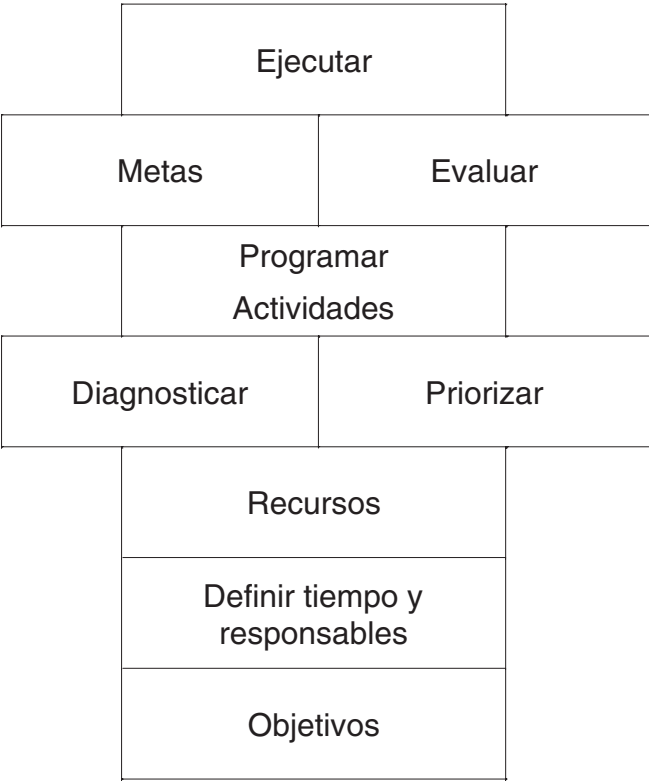 Ejecutar
Metas
Evaluar
Programar
Actividades
Diagnosticar
Priorizar
Recursos
Definir tiempo y
responsables
Objetivos